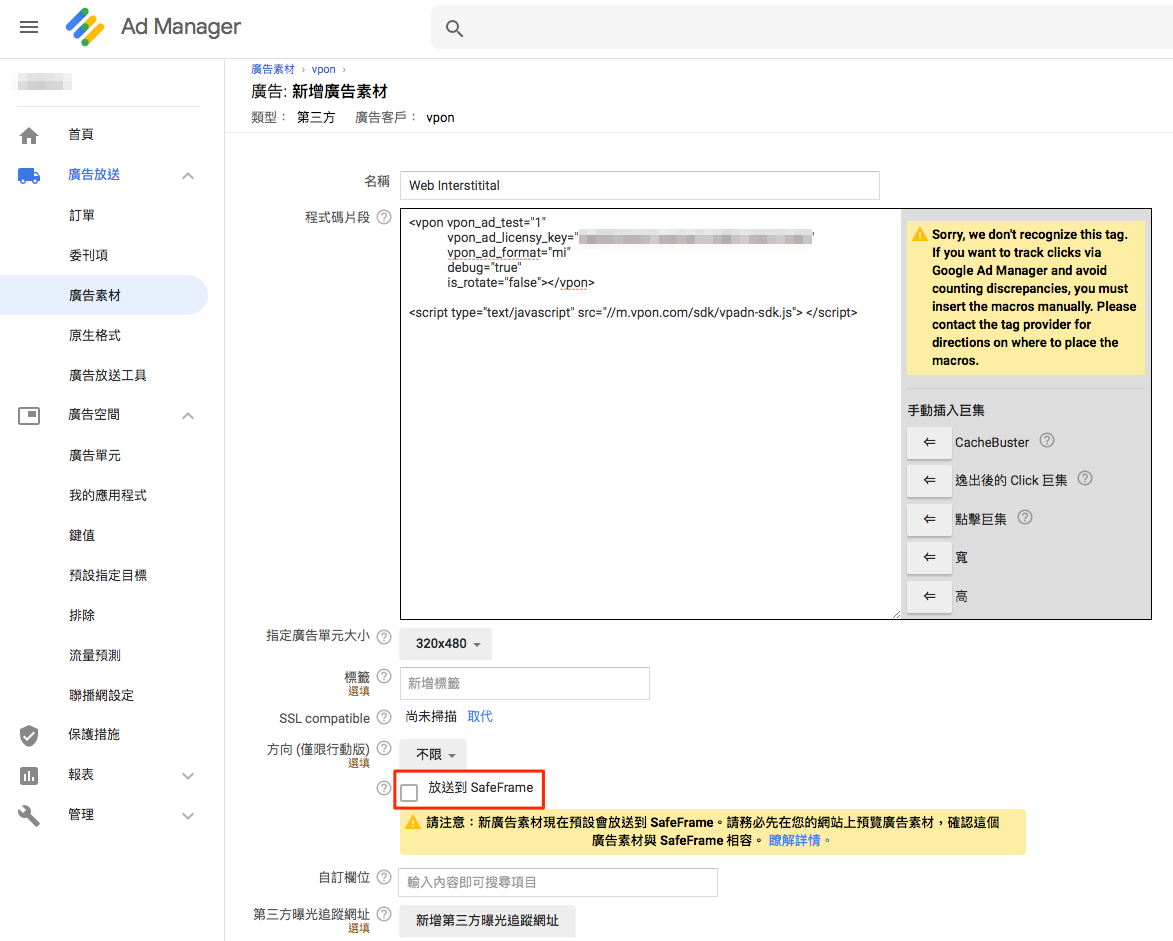 Ad Manager
廣告素材 › vpon ›
廣告: 新增廣告素材
類型： 第三方 廣告客戶： vpon
首頁
廣告放送
訂單
委刊項
廣告素材
原生格式
廣告放送工具
廣告空間
廣告單元
我的應用程式
鍵值
預設指定目標
排除
流量預測
聯播網設定
保護措施
報表
管理
名稱
Web Interstitital
程式碼片段
<vpon vpon_ad_test="1"
vpon_ad_licensy_key="
vpon_ad_format="mi"
debug="true"
is_rotate="false"></vpon>
<script type="text/javascript" src="//m.vpon.com/sdk/vpadn-sdk.js"> </script>
Sorry, we don't recognize this tag.
If you want to track clicks via
Google Ad Manager and avoid
counting discrepancies, you must
insert the macros manually. Please
contact the tag provider for
directions on where to place the
macros.
手動插入巨集
⇐ CacheBuster
⇐ 逸出後的 Click 巨集
⇐ 點擊巨集
⇐ 寬
⇐ 高
指定廣告單元大小
320x480
標籤
選填
新增標籤
SSL compatible
尚未掃描 取代
方向 (僅限行動版)
選填
不限
放送到 SafeFrame
請注意：新廣告素材現在預設會放送到 SafeFrame。請務必先在您的網站上預覽廣告素材，確認這個
廣告素材與 SafeFrame 相容。 瞭解詳情。
自訂欄位
輸入內容即可搜尋項目
第三方曝光追蹤網址
選填
新增第三方曝光追蹤網址